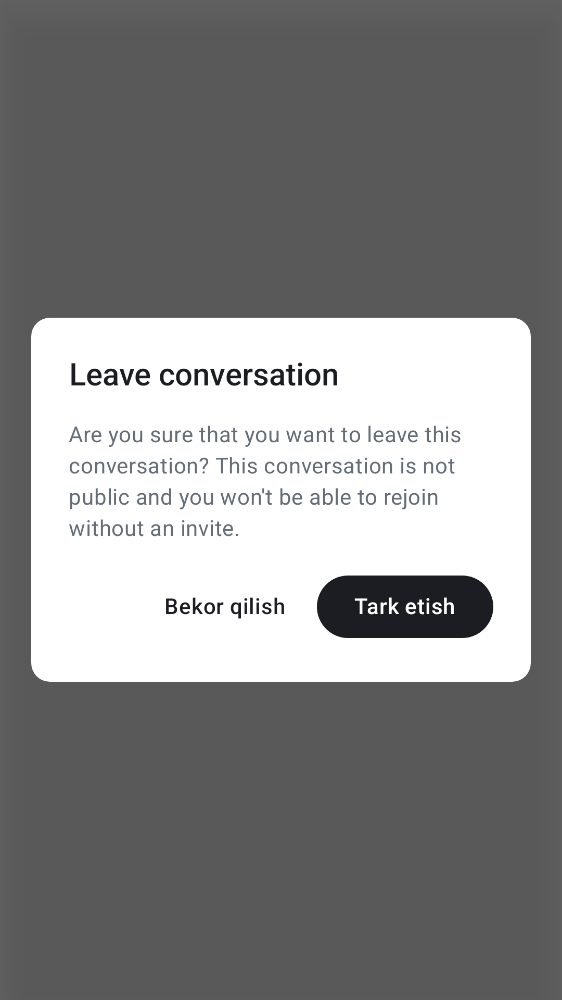 Leave conversation
Are you sure that you want to leave this
conversation? This conversation is not
public and you won't be able to rejoin
without an invite.
Bekor qilish
Tark etish